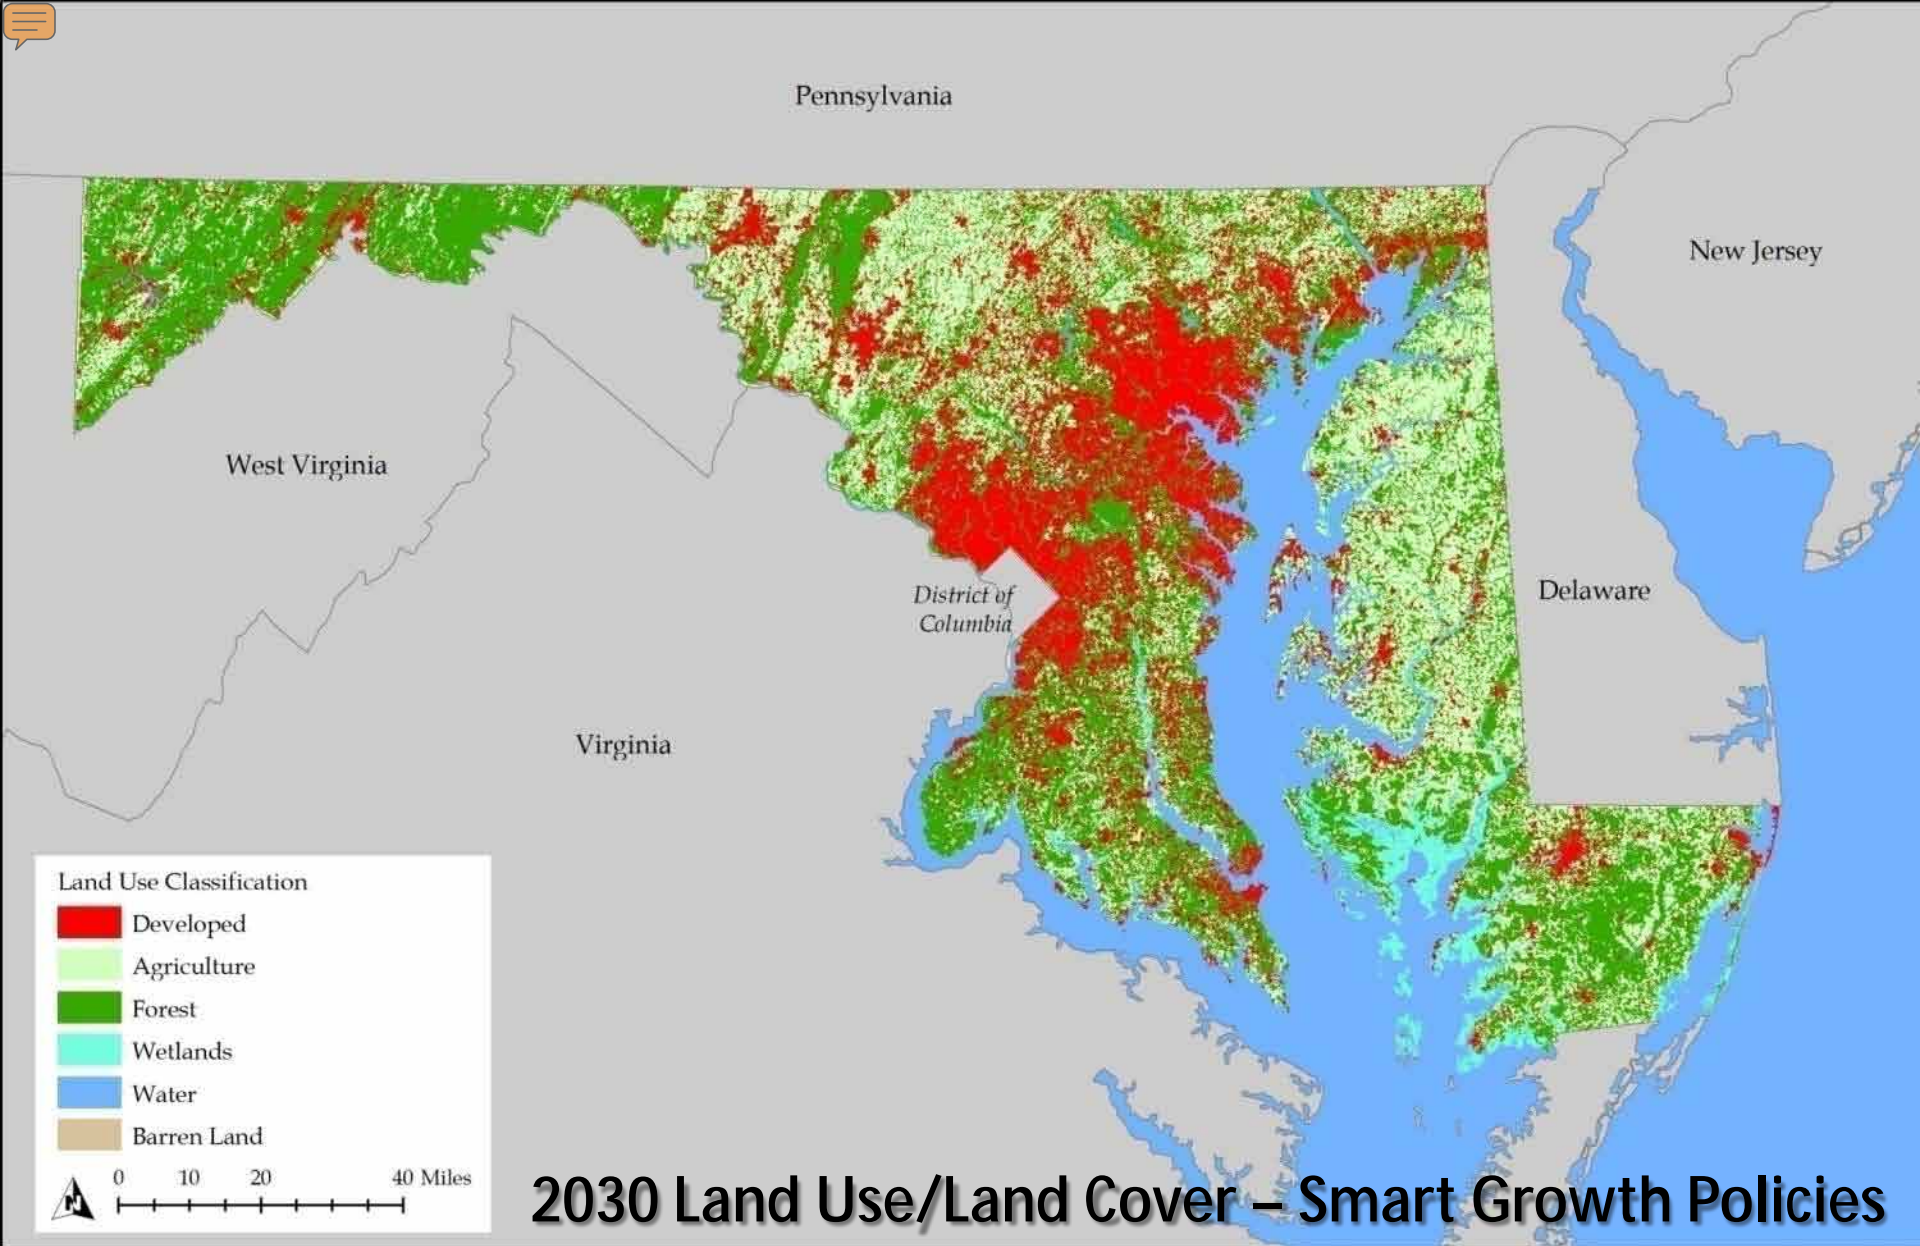 Pennsylvania
New Jersey
West Virginia
Delaware
District of
Columbia
Virginia
Land Use Classification
Developed
Agriculture
Forest
Wetlands
Water
Barren Land
0 10 20 40 Miles
N
2030 Land Use/Land Cover – Smart Growth Policies